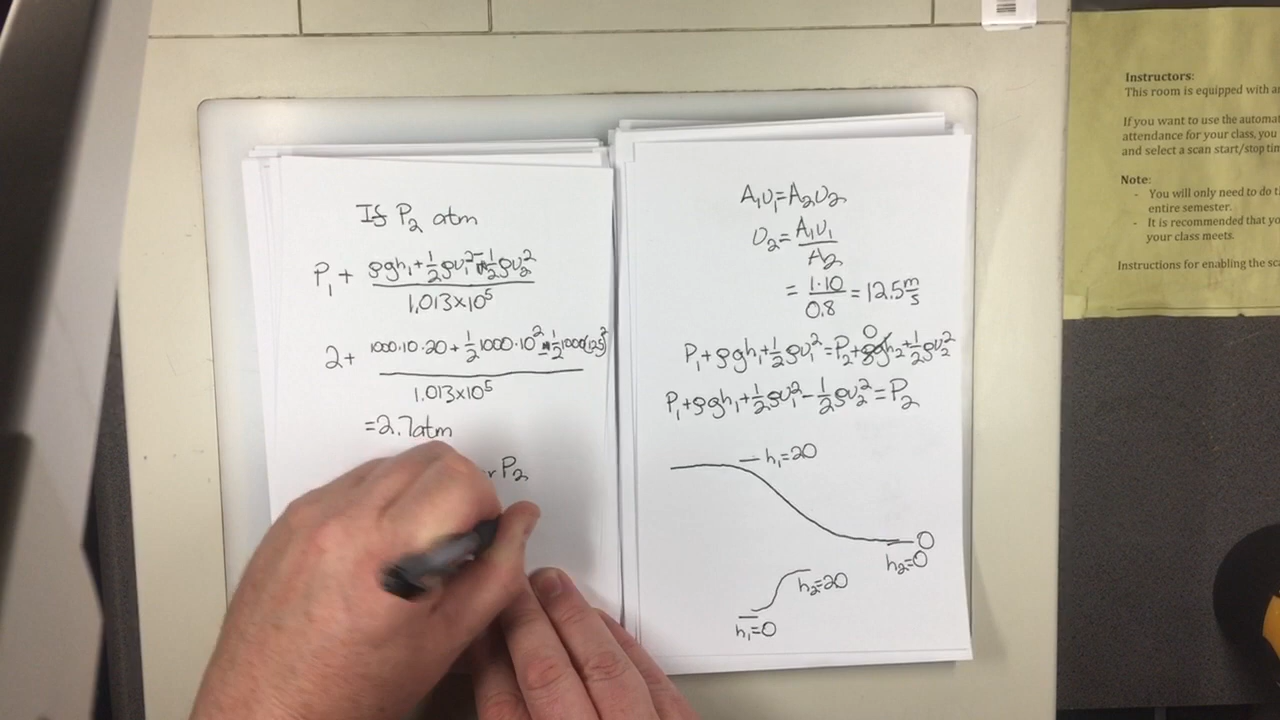 If P₂ atm
P₁ + (ρgh₁+½ρv₁²-½ρv₂²)/(1.013×10⁵)
2+ (1000·10·20+½1000·10²-½1000(12.5)²)/(1.013×10⁵)
=2.7atm
P₂
A₁v₁=A₂v₂
v₂=A₁v₁/A₂
= 1·10/0.8 = 12.5 m/s
P₁+ρgh₁+½ρv₁²=P₂+ρgh₂+½ρv₂²
0
P₁+ρgh₁+½ρv₁²-½ρv₂²=P₂
h₁=20
0
h₂=0
h₂=20
h₁=0
Instructors:
This room is equipped with
If you want to use the
attendance for your class, you
and select a scan start/stop
Note:
- You will only need to do
entire semester.
- It is recommended that
your class meets.
Instructions for enabling the